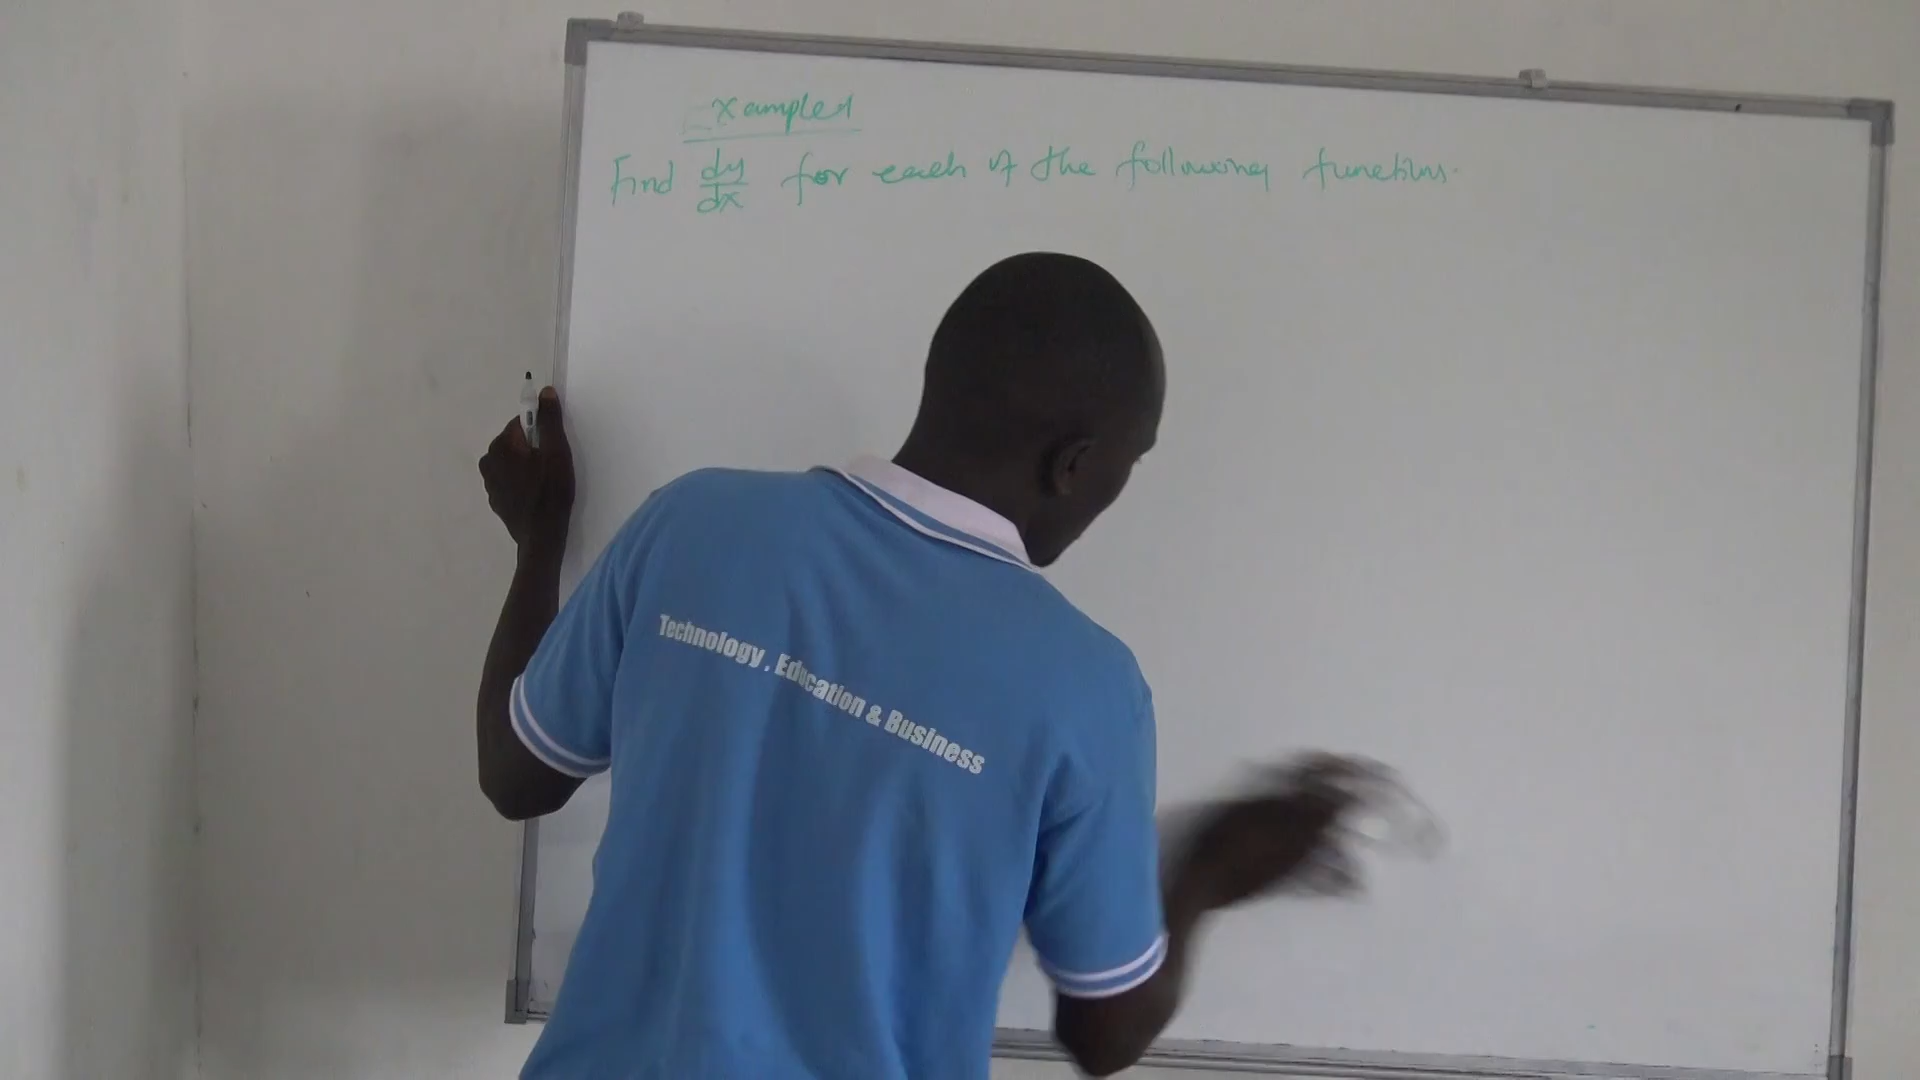 Example 1
Find dy/dx for each of the following functions.
Technology, Education & Business